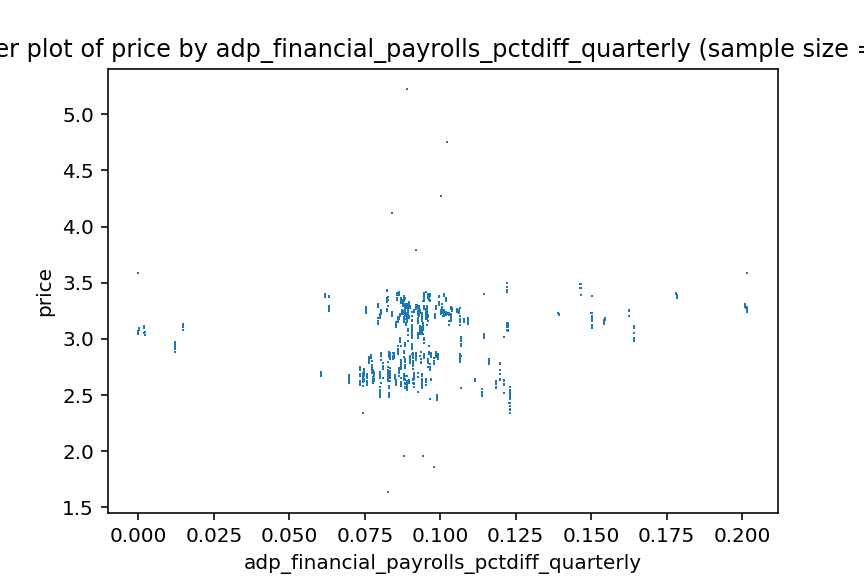 er plot of price by adp_financial_payrolls_pctdiff_quarterly (sample size =
5.0
4.5
4.0
3.5
3.0
2.5
2.0
1.5
price
0.000 0.025 0.050 0.075 0.100 0.125 0.150 0.175 0.200
adp_financial_payrolls_pctdiff_quarterly